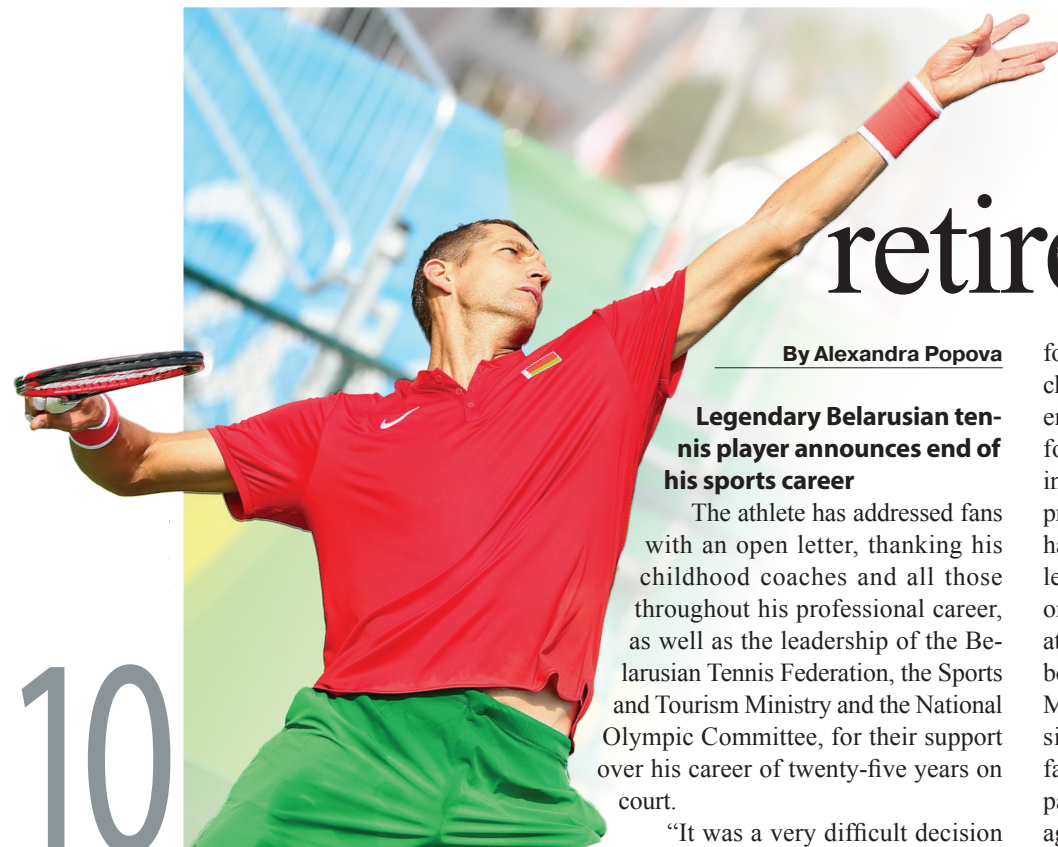 retire
By Alexandra Popova
Legendary Belarusian ten-
nis player announces end of
his sports career
The athlete has addressed fans
with an open letter, thanking his
childhood coaches and all those
throughout his professional career,
as well as the leadership of the Be-
larusian Tennis Federation, the Sports
and Tourism Ministry and the National
Olympic Committee, for their support
over his career of twenty-five years on
court.
“It was a very difficult decision
10